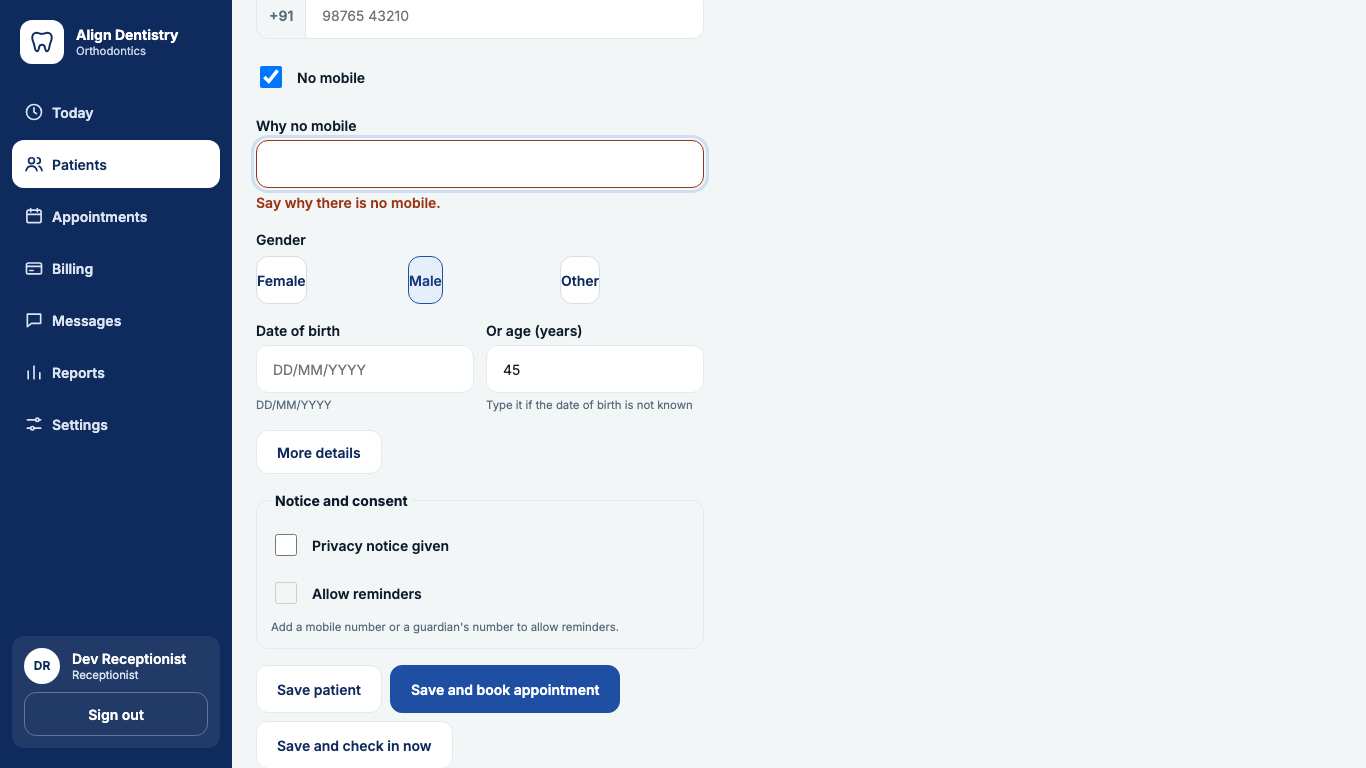 Align Dentistry
Orthodontics
Today
Patients
Appointments
Billing
Messages
Reports
Settings
DR
Dev Receptionist
Receptionist
Sign out
+91 98765 43210
No mobile
Why no mobile
Say why there is no mobile.
Gender
Female Male Other
Date of birth Or age (years)
DD/MM/YYYY 45
DD/MM/YYYY Type it if the date of birth is not known
More details
Notice and consent
Privacy notice given
Allow reminders
Add a mobile number or a guardian's number to allow reminders.
Save patient Save and book appointment
Save and check in now